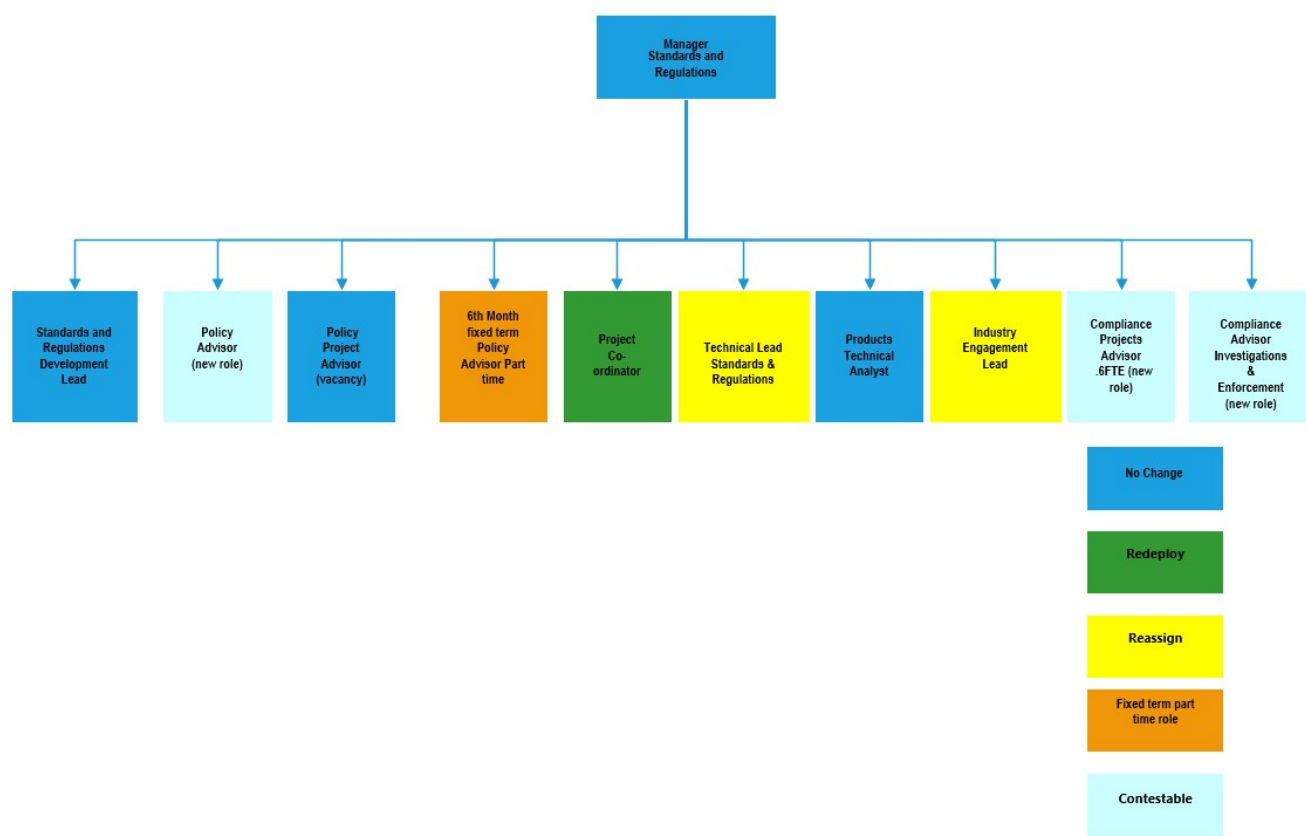 Manager
Standards and
Regulations
Standards and
Regulations
Development
Lead
Policy
Advisor
(new role)
Policy
Project
Advisor
(vacancy)
6th Month
fixed term
Policy
Advisor Part
time
Project
Co-
ordinator
Technical Lead
Standards &
Regulations
Products
Technical
Analyst
Industry
Engagement
Lead
Compliance
Projects
Advisor
.6FTE (new
role)
Compliance
Advisor
Investigations
&
Enforcement
(new role)
No Change
Redeploy
Reassign
Fixed term part
time role
Contestable